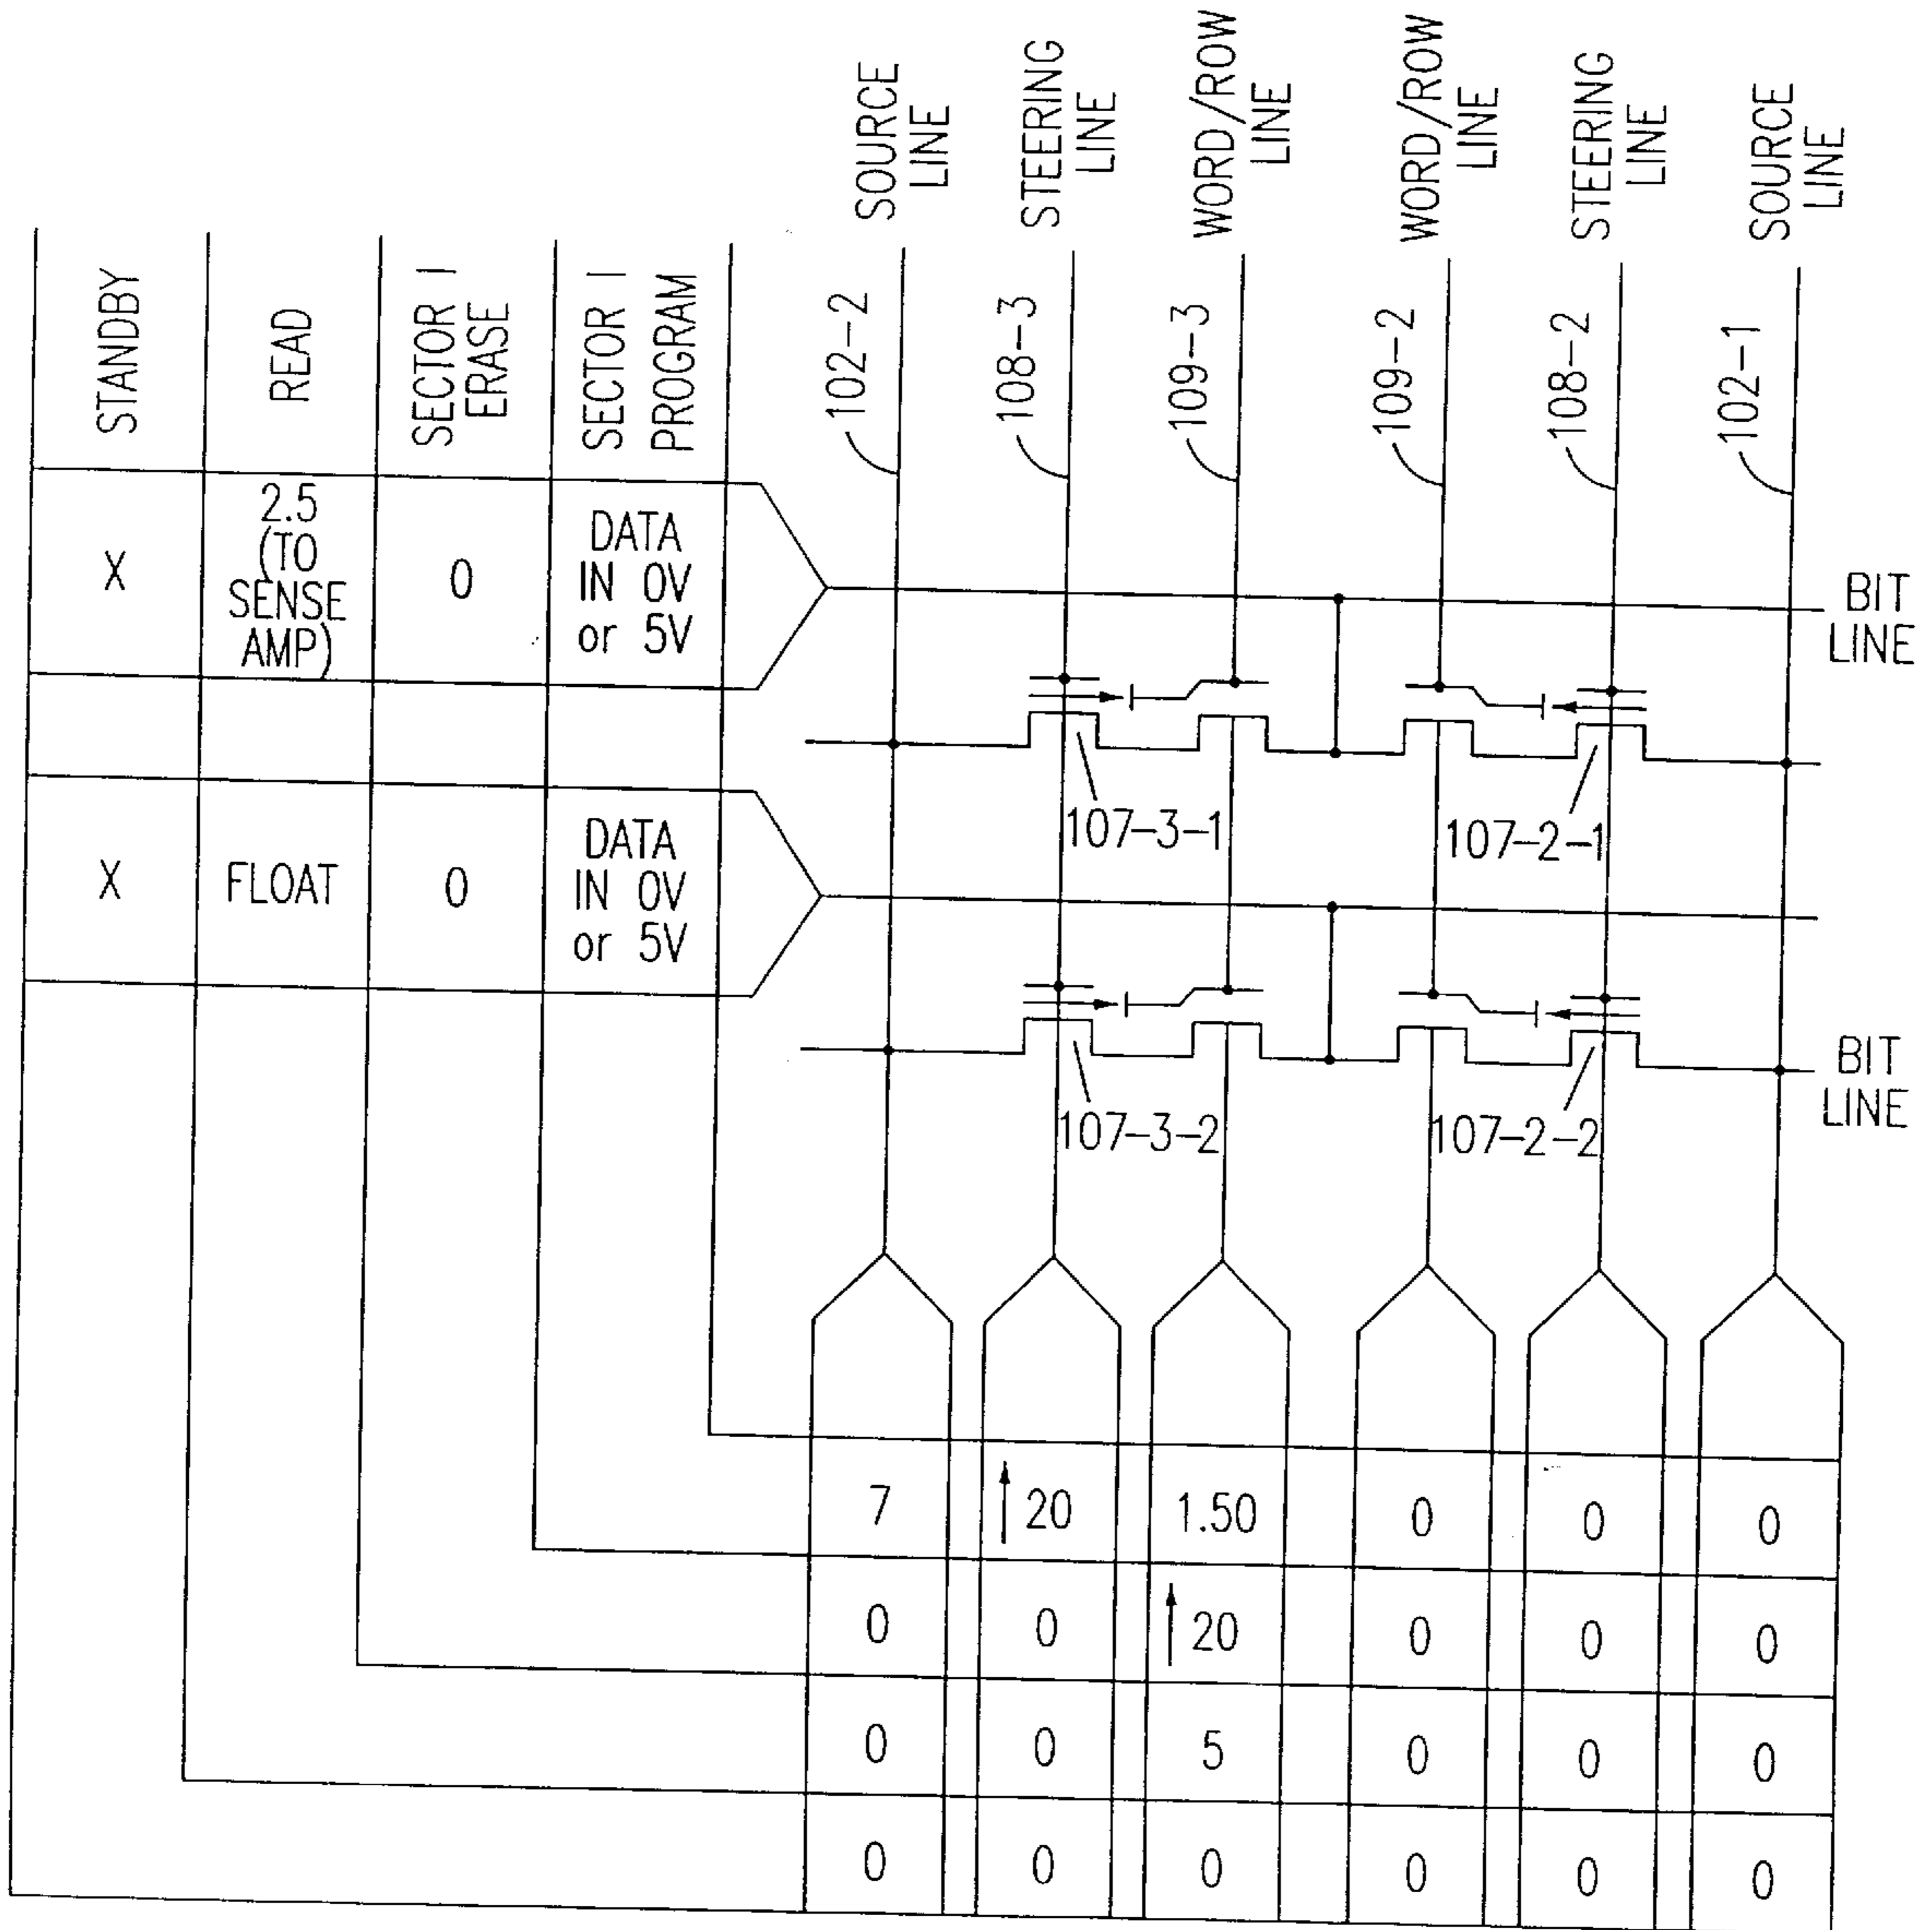 SOURCE
LINE
STEERING
LINE
WORD/ROW
LINE
WORD/ROW
LINE
STEERING
LINE
SOURCE
LINE
STANDBY
READ
SECTOR 1
ERASE
SECTOR 1
PROGRAM
102-2
108-3
109-3
109-2
108-2
102-1
X
2.5
(TO
SENSE
AMP)
0
DATA
IN 0V
or 5V
BIT
LINE
107-3-1
107-2-1
X
FLOAT
0
DATA
IN 0V
or 5V
BIT
LINE
107-3-2
107-2-2
7 20 1.50 0 0 0
0 0 20 0 0 0
0 0 5 0 0 0
0 0 0 0 0 0